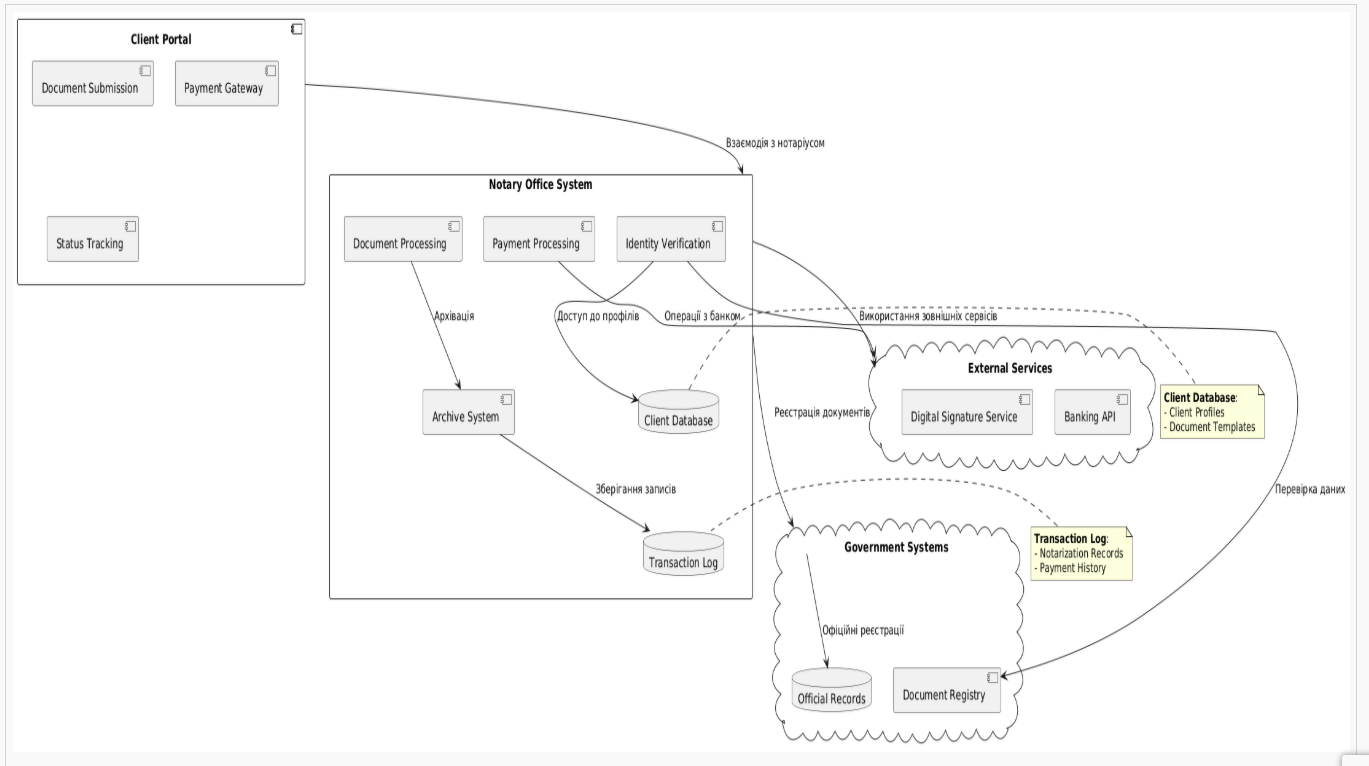 Client Portal
Document Submission
Payment Gateway
Status Tracking
Взаємодія з нотаріусом
Notary Office System
Document Processing
Payment Processing
Identity Verification
Архівація
Доступ до профілів
Операції з банком
Використання зовнішніх сервісів
Archive System
Client Database
Зберігання записів
Transaction Log
Реєстрація документів
External Services
Digital Signature Service
Banking API
Client Database:
- Client Profiles
- Document Templates
Перевірка даних
Government Systems
Офіційні реєстрації
Official Records
Document Registry
Transaction Log:
- Notarization Records
- Payment History